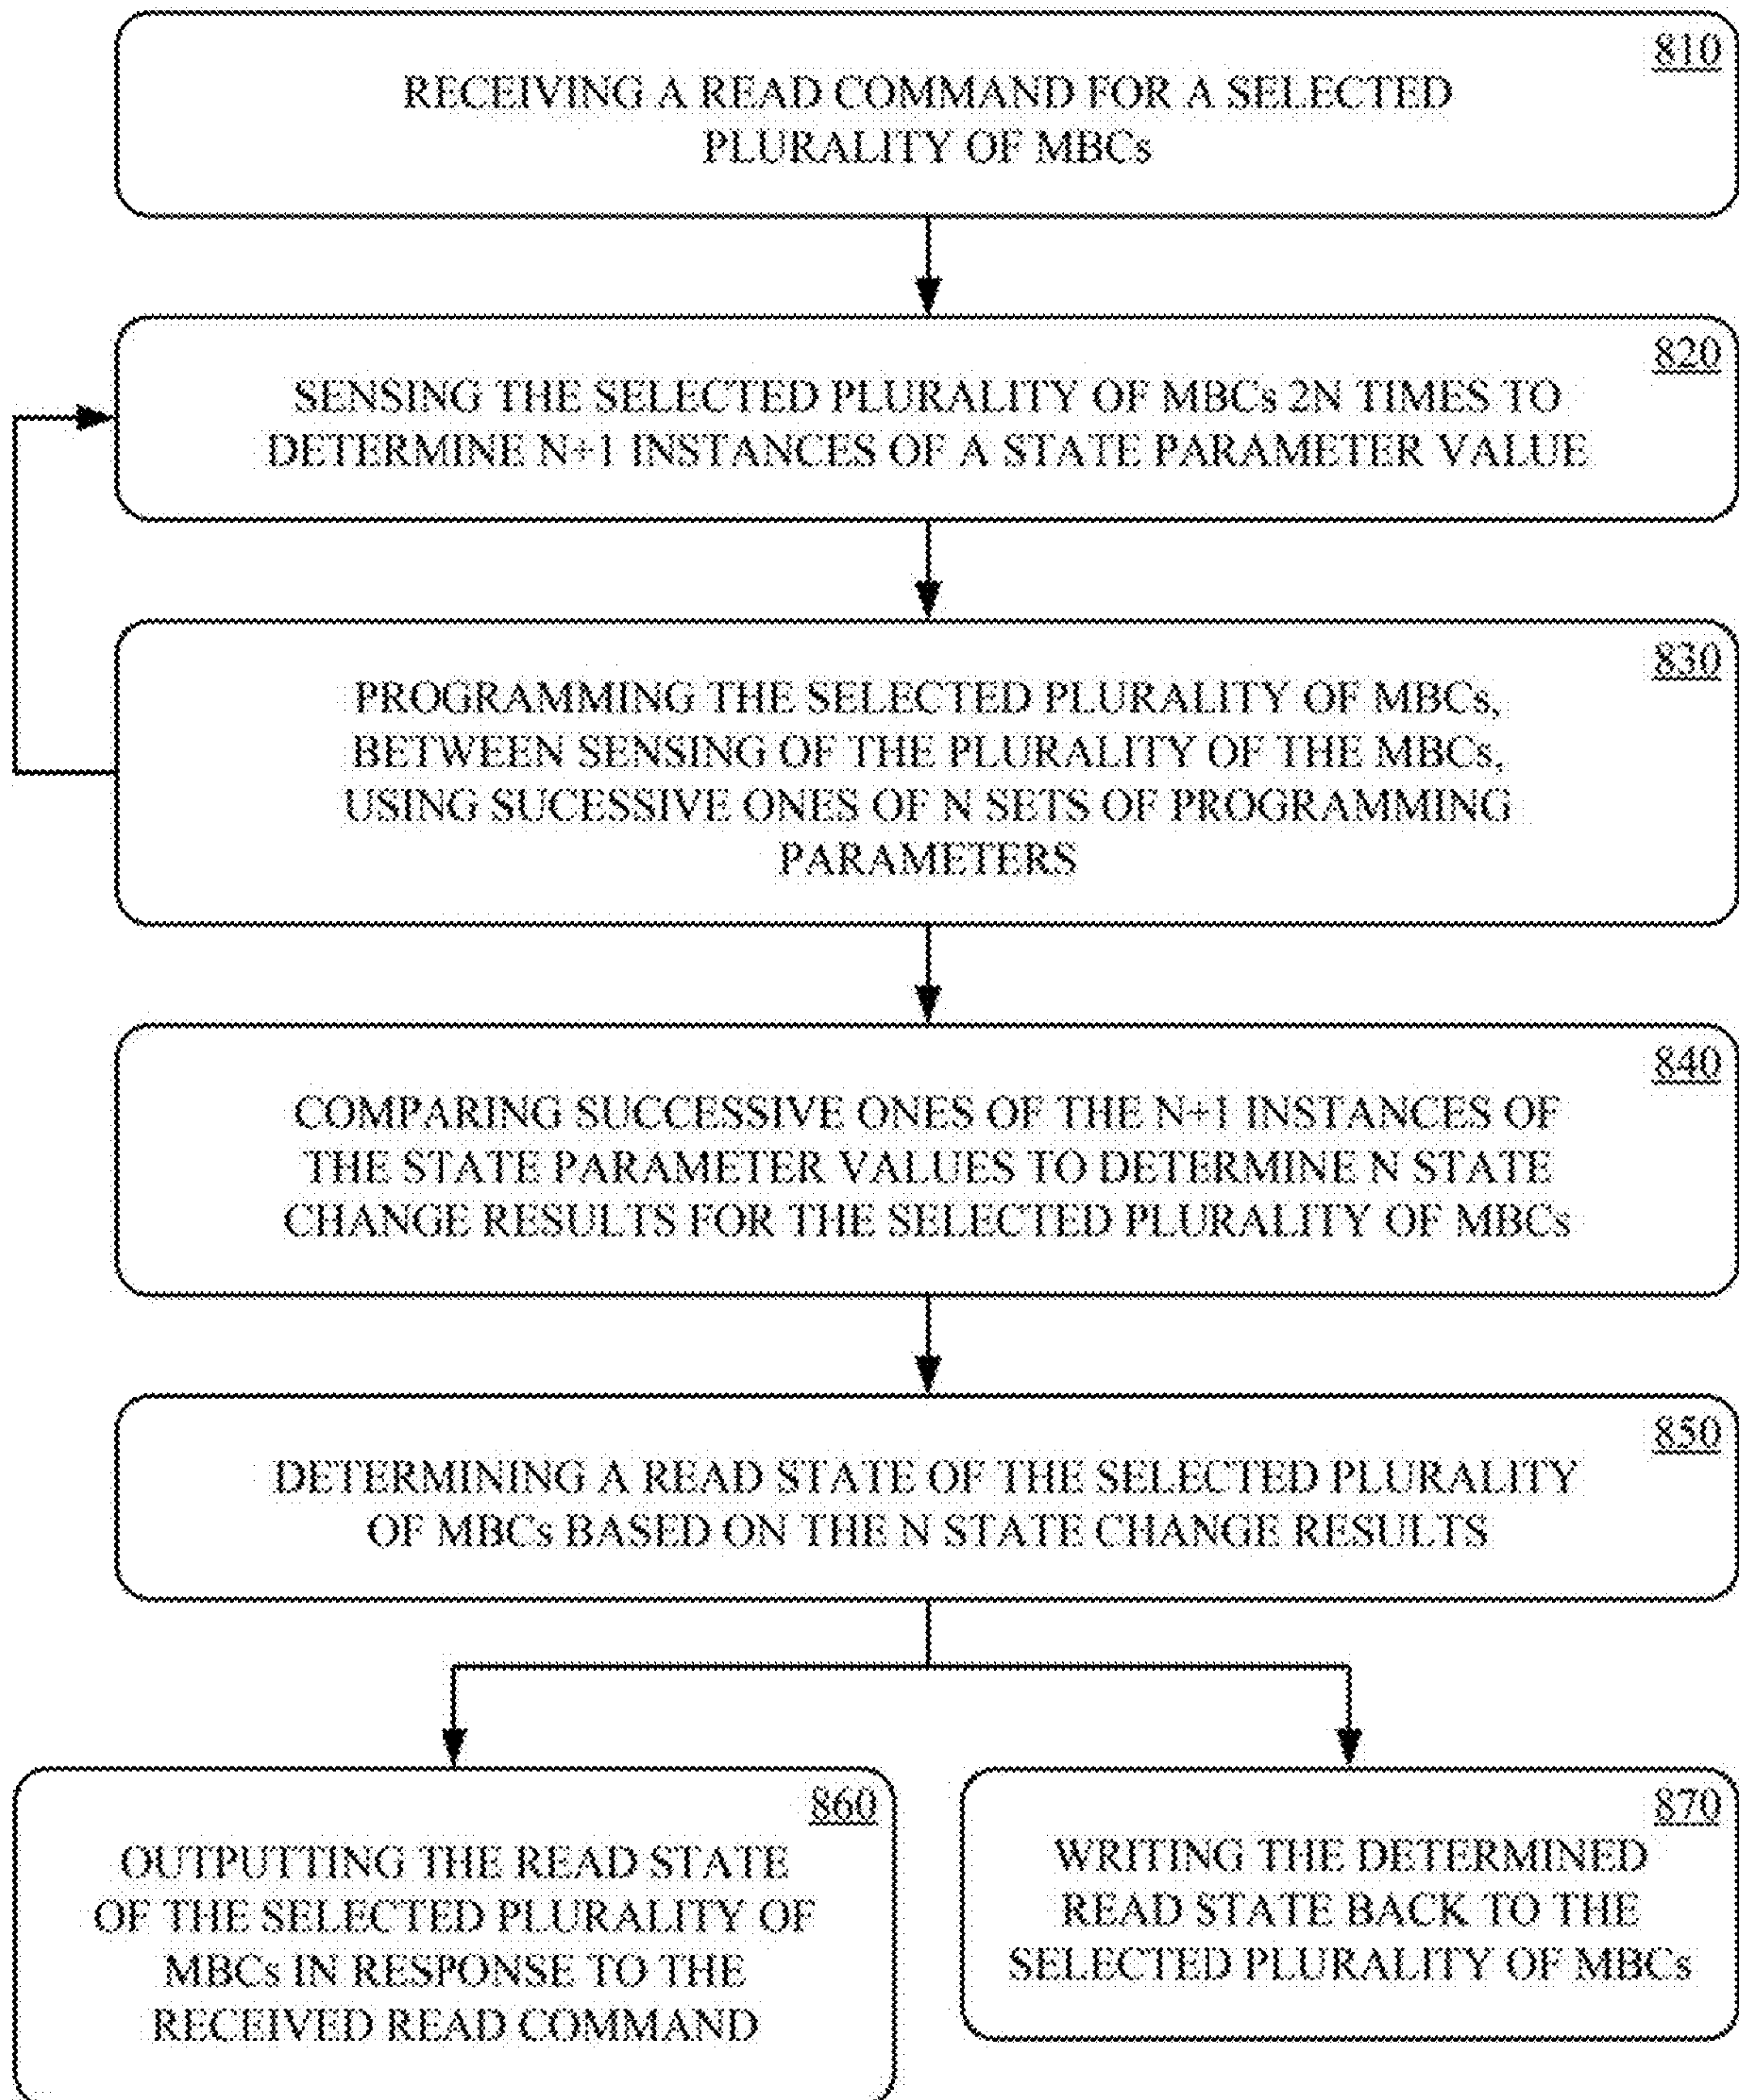 810
RECEIVING A READ COMMAND FOR A SELECTED
PLURALITY OF MBCs
820
SENSING THE SELECTED PLURALITY OF MBCs 2N TIMES TO
DETERMINE N+1 INSTANCES OF A STATE PARAMETER VALUE
830
PROGRAMMING THE SELECTED PLURALITY OF MBCs,
BETWEEN SENSING OF THE PLURALITY OF THE MBCs,
USING SUCESSIVE ONES OF N SETS OF PROGRAMMING
PARAMETERS
840
COMPARING SUCCESSIVE ONES OF THE N+1 INSTANCES OF
THE STATE PARAMETER VALUES TO DETERMINE N STATE
CHANGE RESULTS FOR THE SELECTED PLURALITY OF MBCs
850
DETERMINING A READ STATE OF THE SELECTED PLURALITY
OF MBCs BASED ON THE N STATE CHANGE RESULTS
860
OUTPUTTING THE READ STATE
OF THE SELECTED PLURALITY OF
MBCs IN RESPONSE TO THE
RECEIVED READ COMMAND
870
WRITING THE DETERMINED
READ STATE BACK TO THE
SELECTED PLURALITY OF MBCs